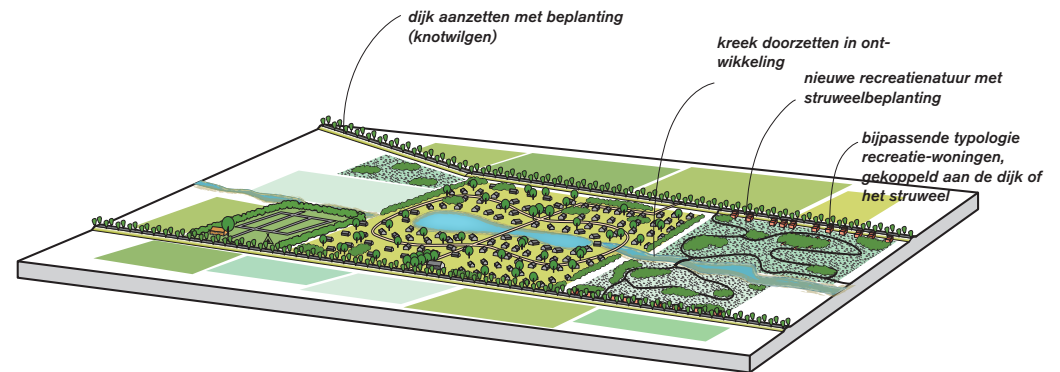 dijk aanzetten met beplanting
(knotwilgen)
kreek doorzetten in ont-
wikkeling
nieuwe recreatienatuur met
struweelbeplanting
bijpassende typologie
recreatie-woningen,
gekoppeld aan de dijk of
het struweel